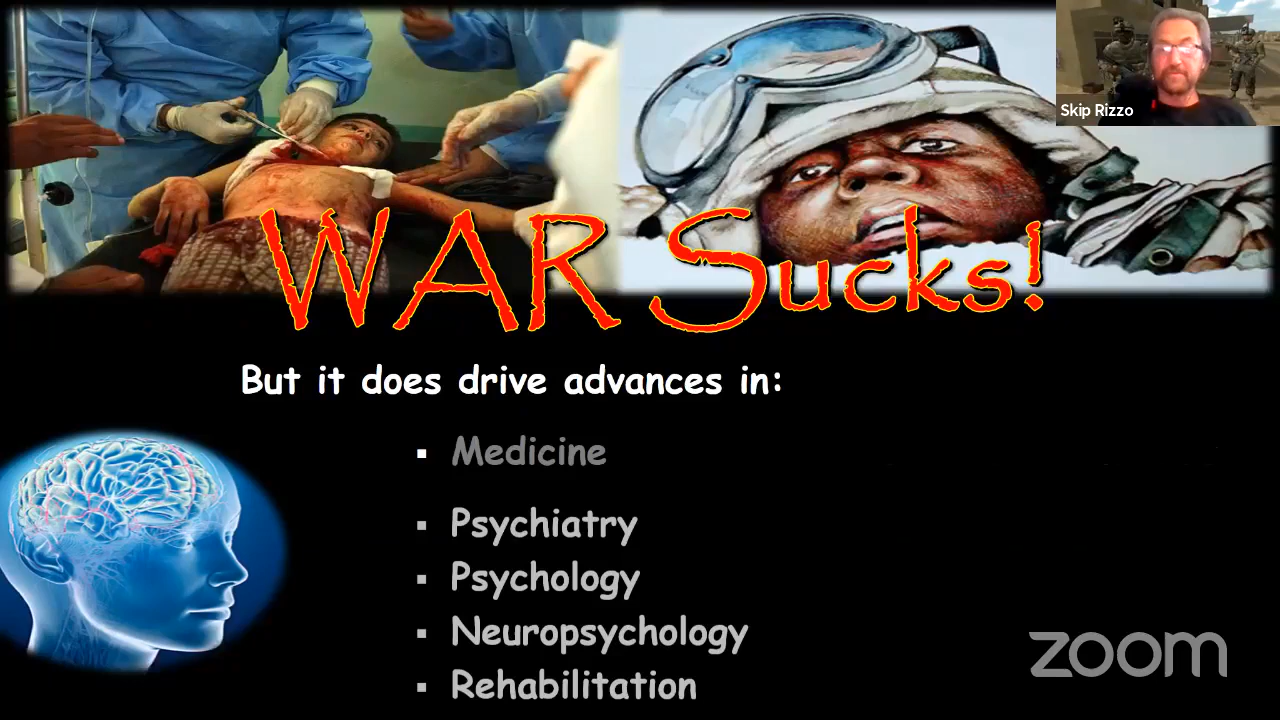 Skip Rizzo
WAR Sucks!
But it does drive advances in:
▪ Medicine
▪ Psychiatry
▪ Psychology
▪ Neuropsychology
▪ Rehabilitation
zoom